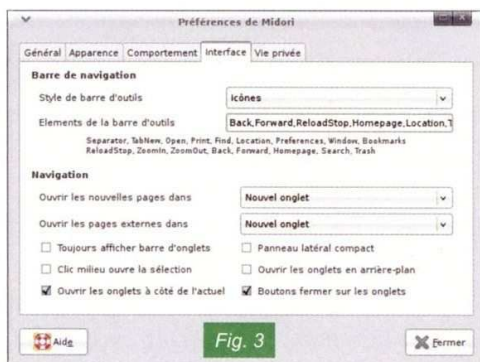 Préférences de Midori
Général Apparence Comportement Interface Vie privée
Barre de navigation
Style de barre d'outils icônes
Elements de la barre d'outils Back,Forward,ReloadStop,Homepage,Location,T
Separator, TabNew, Open, Print, Find, Location, Preferences, Window, Bookmarks
ReloadStop, ZoomIn, ZoomOut, Back, Forward, Homepage, Search, Trash
Navigation
Ouvrir les nouvelles pages dans Nouvel onglet
Ouvrir les pages externes dans Nouvel onglet
Toujours afficher barre d'onglets Panneau latéral compact
Clic milieu ouvre la sélection Ouvrir les onglets en arrière-plan
Ouvrir les onglets à côté de l'actuel Boutons fermer sur les onglets
Aide Fig. 3 Fermer